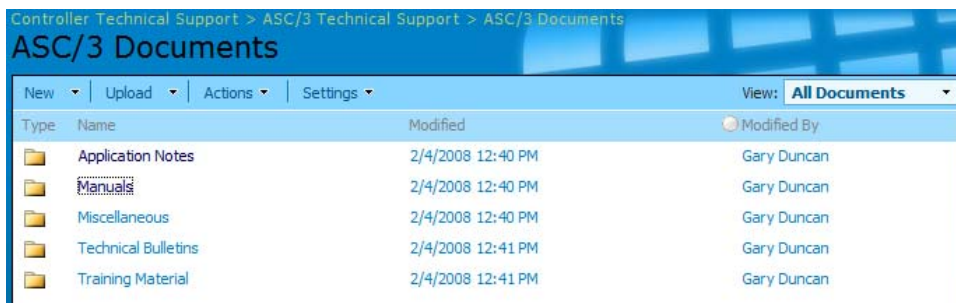 Controller Technical Support > ASC/3 Technical Support > ASC/3 Documents
ASC/3 Documents
New Upload Actions Settings View: All Documents
Type Name Modified Modified By
Application Notes 2/4/2008 12:40 PM Gary Duncan
Manuals 2/4/2008 12:40 PM Gary Duncan
Miscellaneous 2/4/2008 12:40 PM Gary Duncan
Technical Bulletins 2/4/2008 12:41 PM Gary Duncan
Training Material 2/4/2008 12:41 PM Gary Duncan